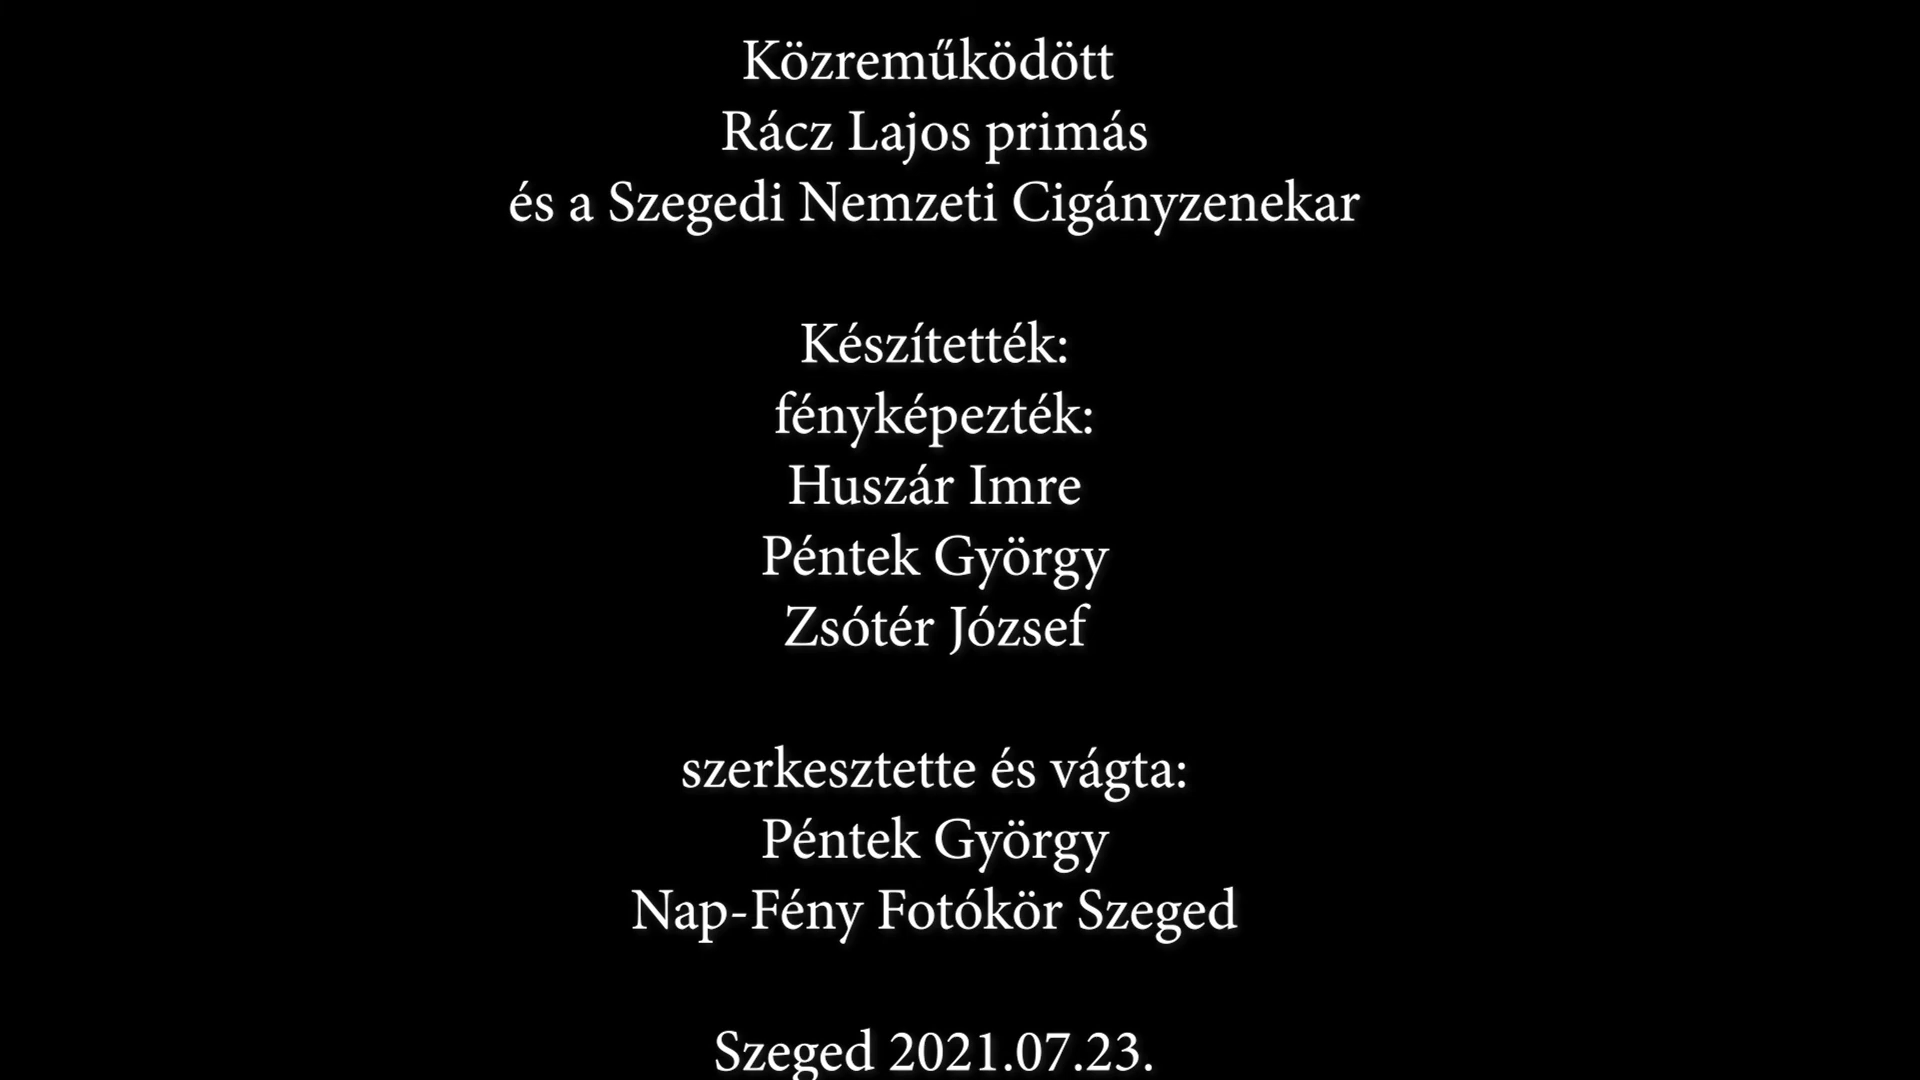 Közreműködött
Rácz Lajos primás
és a Szegedi Nemzeti Cigányzenekar
Készítették:
fényképezték:
Huszár Imre
Péntek György
Zsótér József
szerkesztette és vágta:
Péntek György
Nap-Fény Fotókör Szeged
Szeged 2021.07.23.